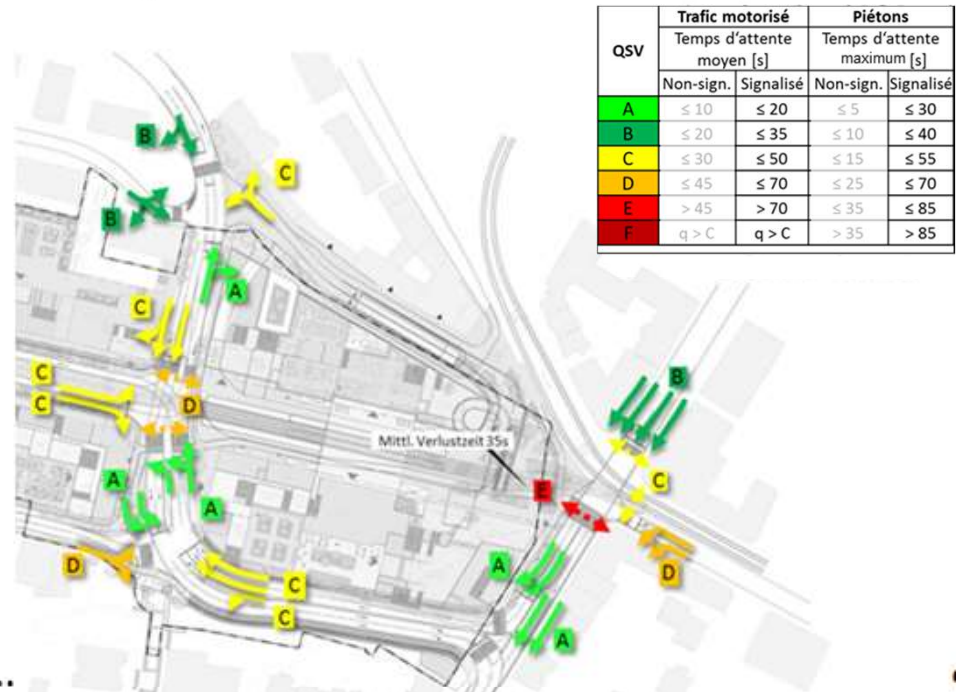 QSV Trafic motorisé Piétons
Temps d‘attente moyen [s] Temps d‘attente maximum [s]
Non-sign. Signalisé Non-sign. Signalisé
A ≤ 10 ≤ 20 ≤ 5 ≤ 30
B ≤ 20 ≤ 35 ≤ 10 ≤ 40
C ≤ 30 ≤ 50 ≤ 15 ≤ 55
D ≤ 45 ≤ 70 ≤ 25 ≤ 70
E > 45 > 70 ≤ 35 ≤ 85
F q > C q > C > 35 > 85
B
C
B
A
C
C
C
D
B
Mittl. Verlustzeit 35s
A
E
C
A
D
A
D
C
C
A
..